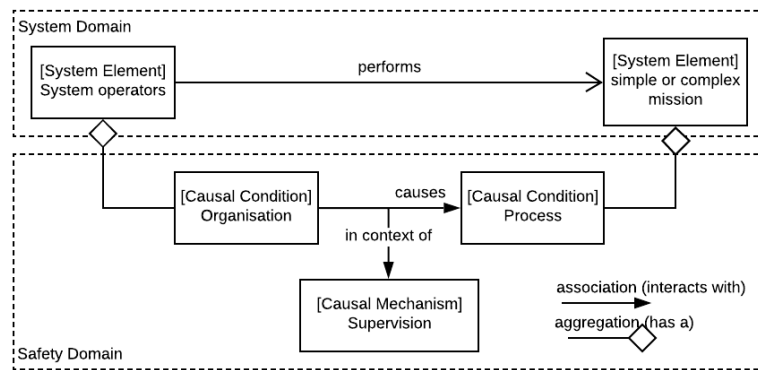 System Domain
[System Element]
System operators
performs
[System Element]
simple or complex
mission
[Causal Condition]
Organisation
causes
in context of
[Causal Condition]
Process
[Causal Mechanism]
Supervision
association (interacts with)
aggregation (has a)
Safety Domain